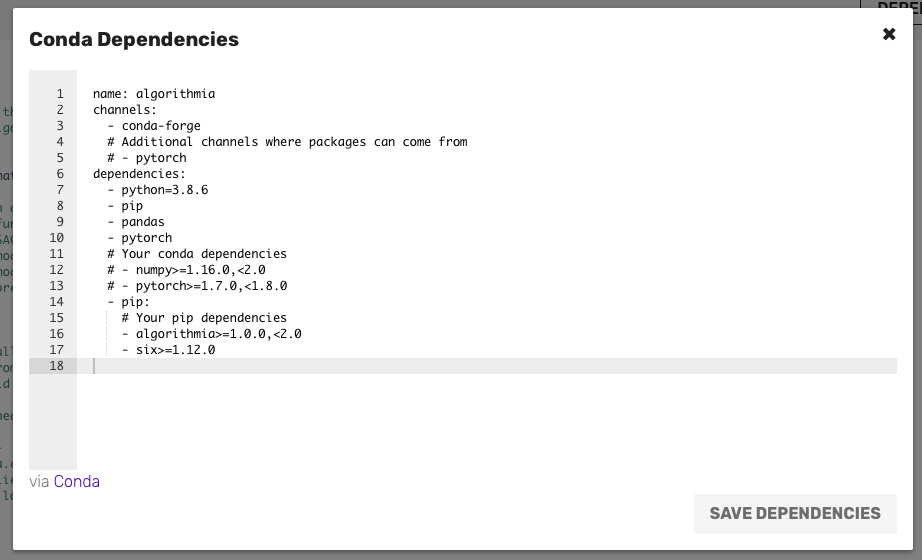 DEPE
Conda Dependencies
✖
1 name: algorithmia
2 channels:
3   - conda-forge
4   # Additional channels where packages can come from
5   # - pytorch
6 dependencies:
7   - python=3.8.6
8   - pip
9   - pandas
10   - pytorch
11   # Your conda dependencies
12   # - numpy>=1.16.0,<2.0
13   # - pytorch>=1.7.0,<1.8.0
14   - pip:
15     # Your pip dependencies
16     - algorithmia>=1.0.0,<2.0
17     - six>=1.12.0
18
via Conda
SAVE DEPENDENCIES